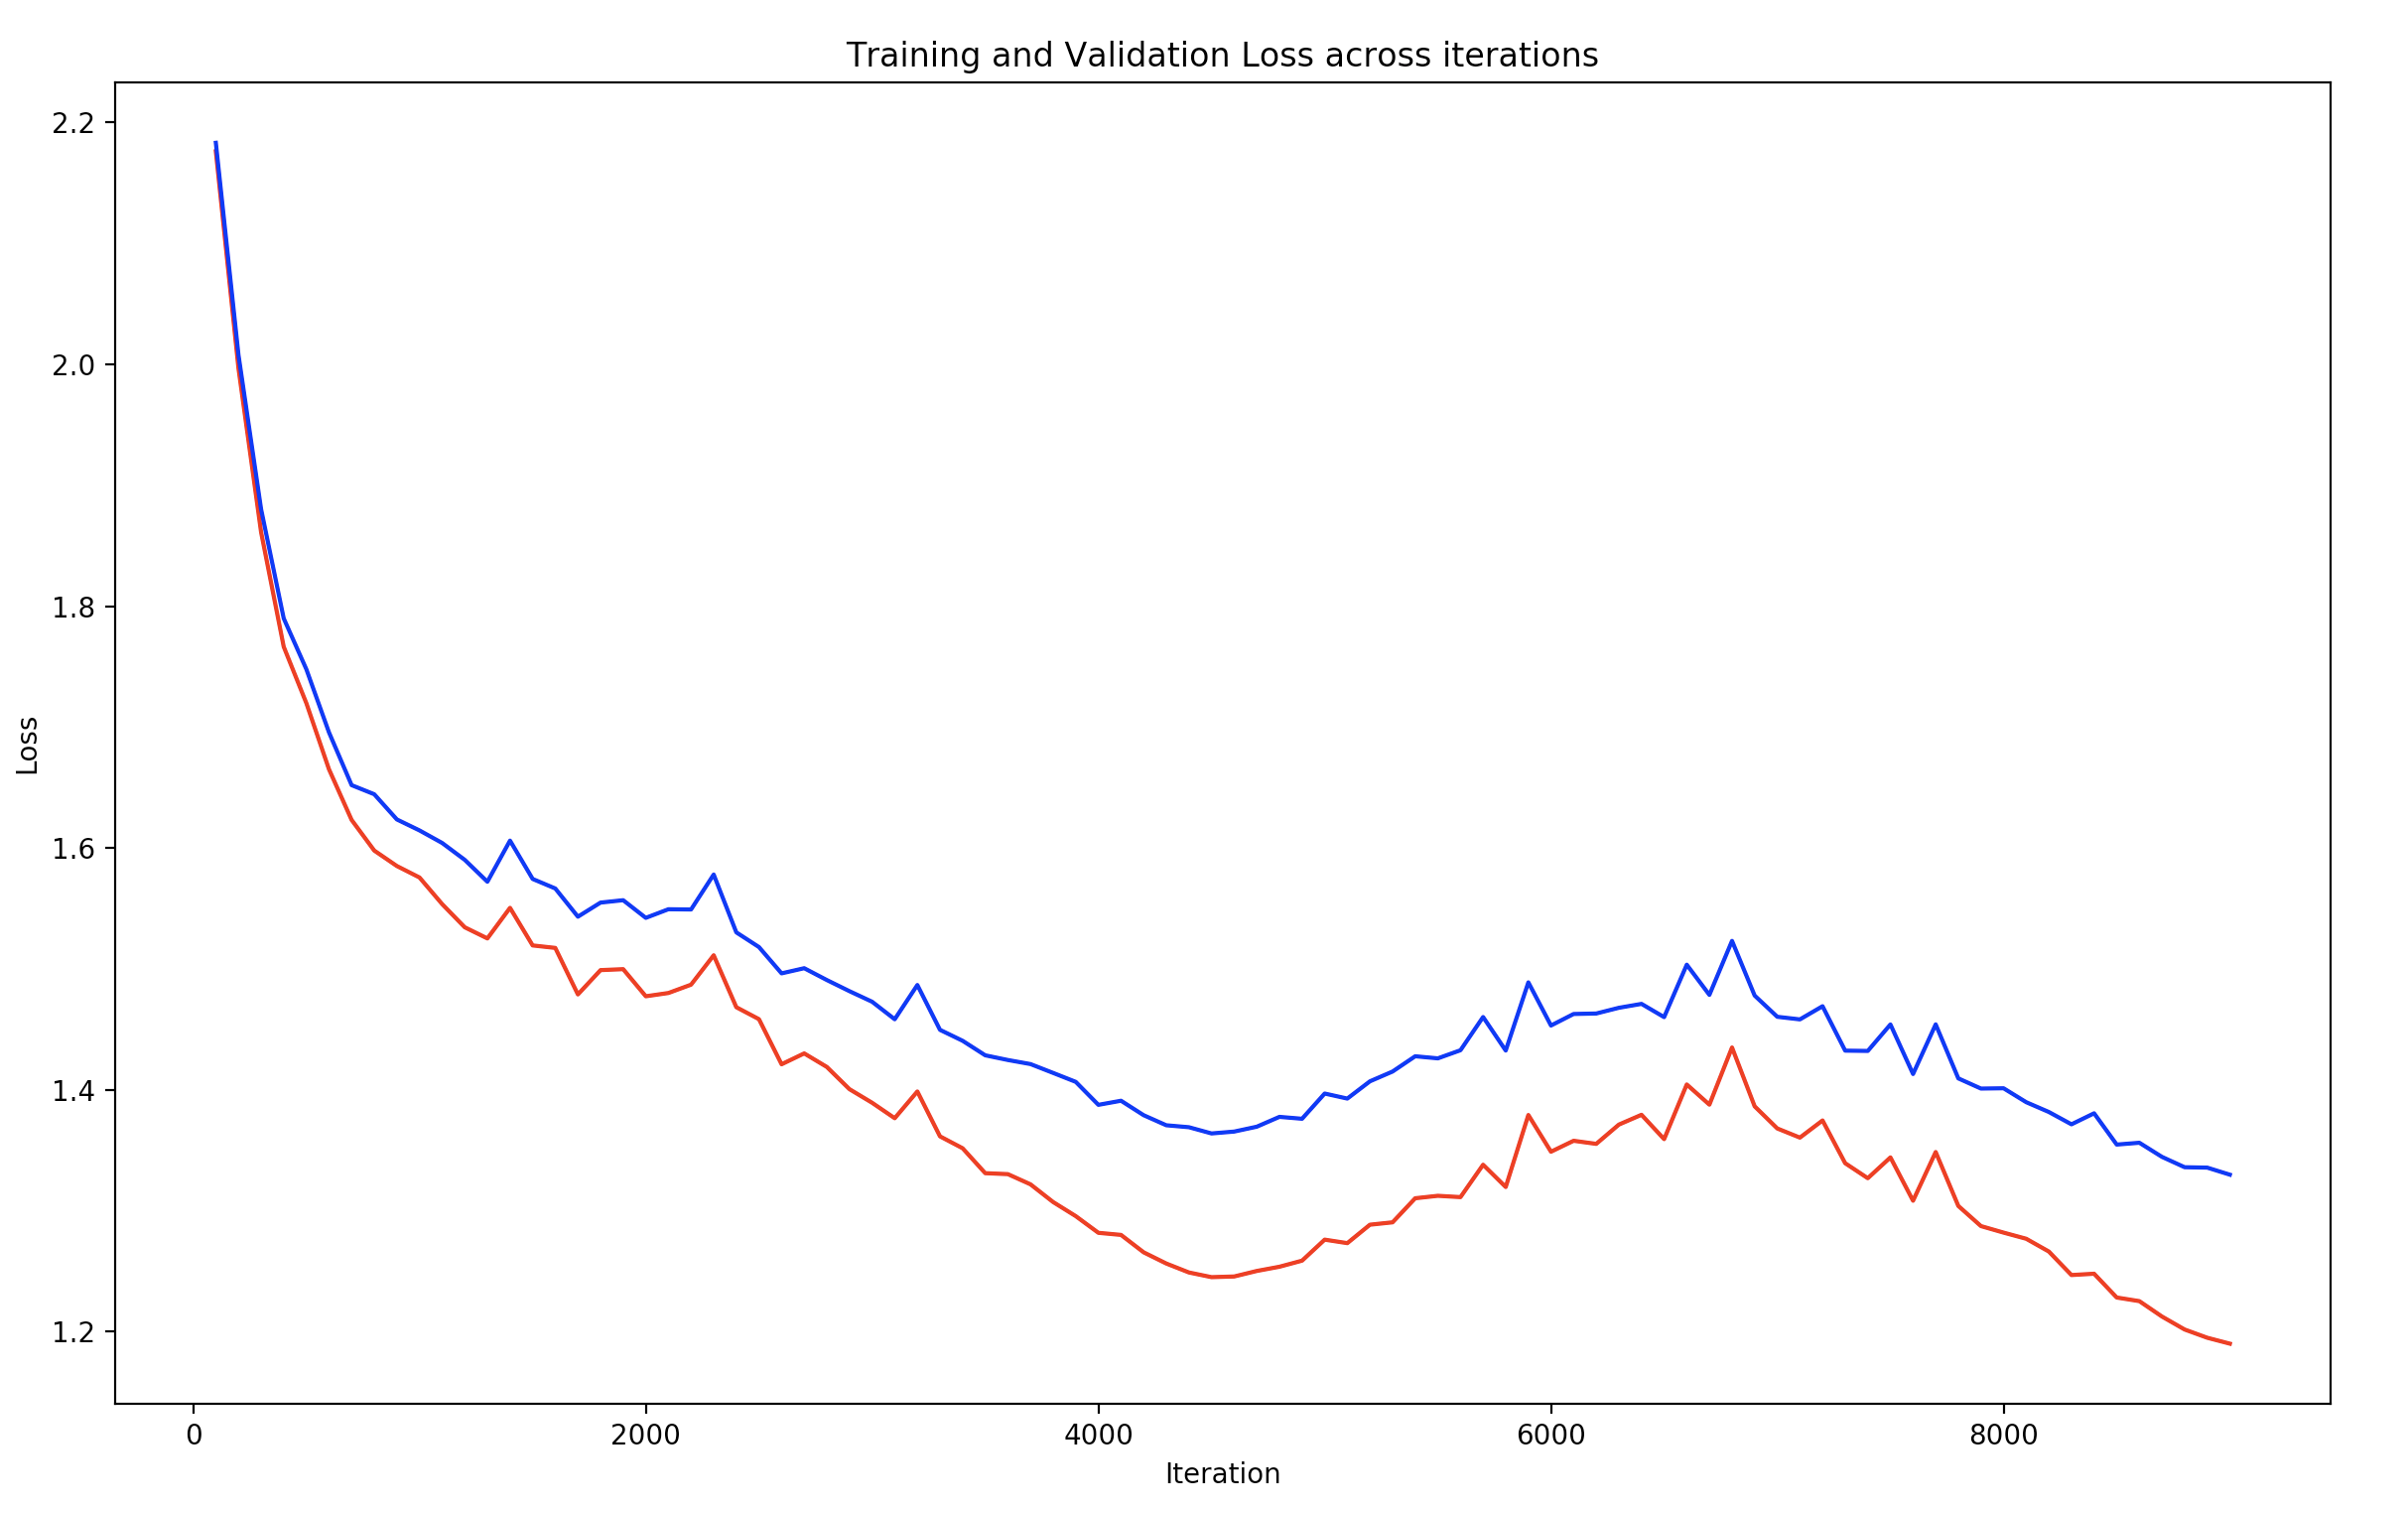 Training and Validation Loss across iterations
2.2
2.0
1.8
1.6
1.4
1.2
Loss
0 2000 4000 6000 8000
Iteration